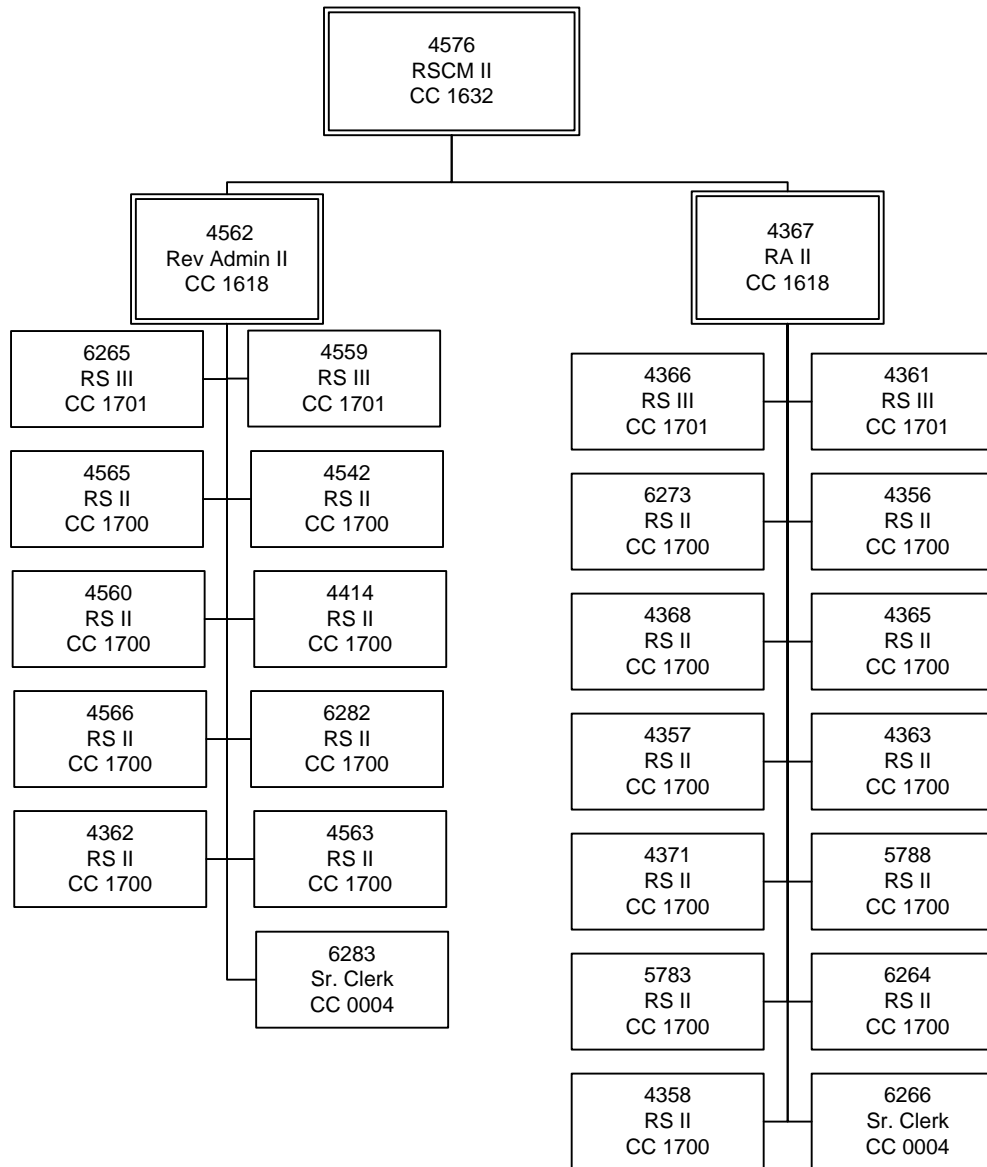 4576
RSCM II
CC 1632
4562
Rev Admin II
CC 1618
4367
RA II
CC 1618
6265
RS III
CC 1701
4559
RS III
CC 1701
4565
RS II
CC 1700
4542
RS II
CC 1700
4560
RS II
CC 1700
4414
RS II
CC 1700
4566
RS II
CC 1700
6282
RS II
CC 1700
4362
RS II
CC 1700
4563
RS II
CC 1700
6283
Sr. Clerk
CC 0004
4366
RS III
CC 1701
4361
RS III
CC 1701
6273
RS II
CC 1700
4356
RS II
CC 1700
4368
RS II
CC 1700
4365
RS II
CC 1700
4357
RS II
CC 1700
4363
RS II
CC 1700
4371
RS II
CC 1700
5788
RS II
CC 1700
5783
RS II
CC 1700
6264
RS II
CC 1700
4358
RS II
CC 1700
6266
Sr. Clerk
CC 0004